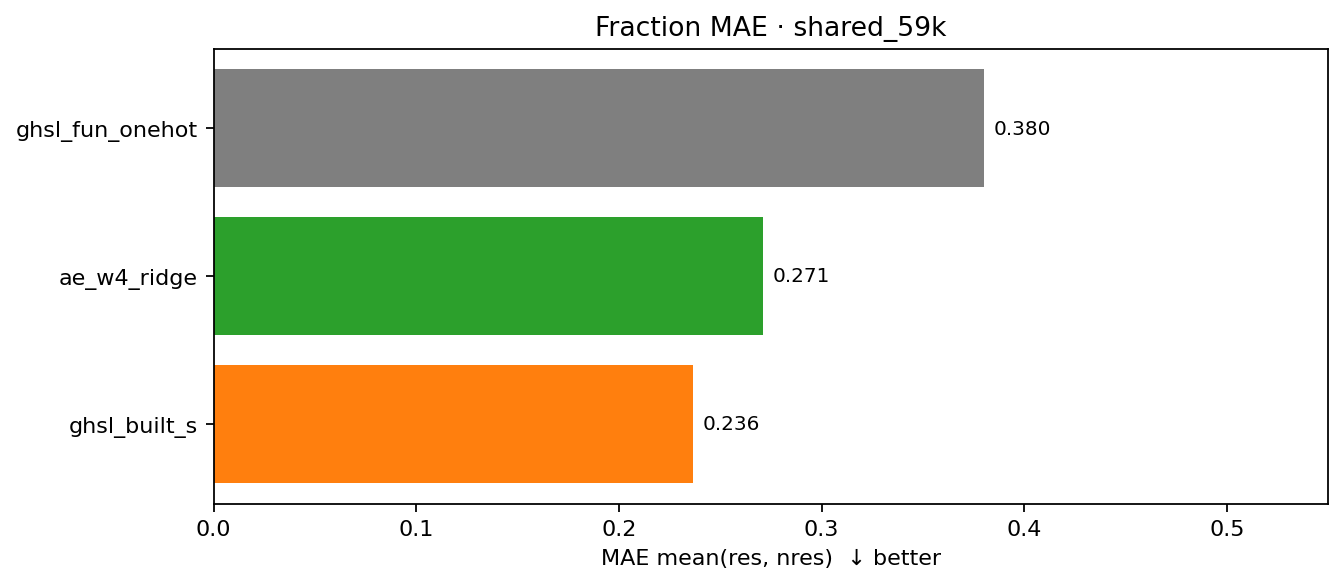 Fraction MAE · shared_59k
ghsl_fun_onehot
0.380
ae_w4_ridge
0.271
ghsl_built_s
0.236
0.0 0.1 0.2 0.3 0.4 0.5
MAE mean(res, nres) ↓ better